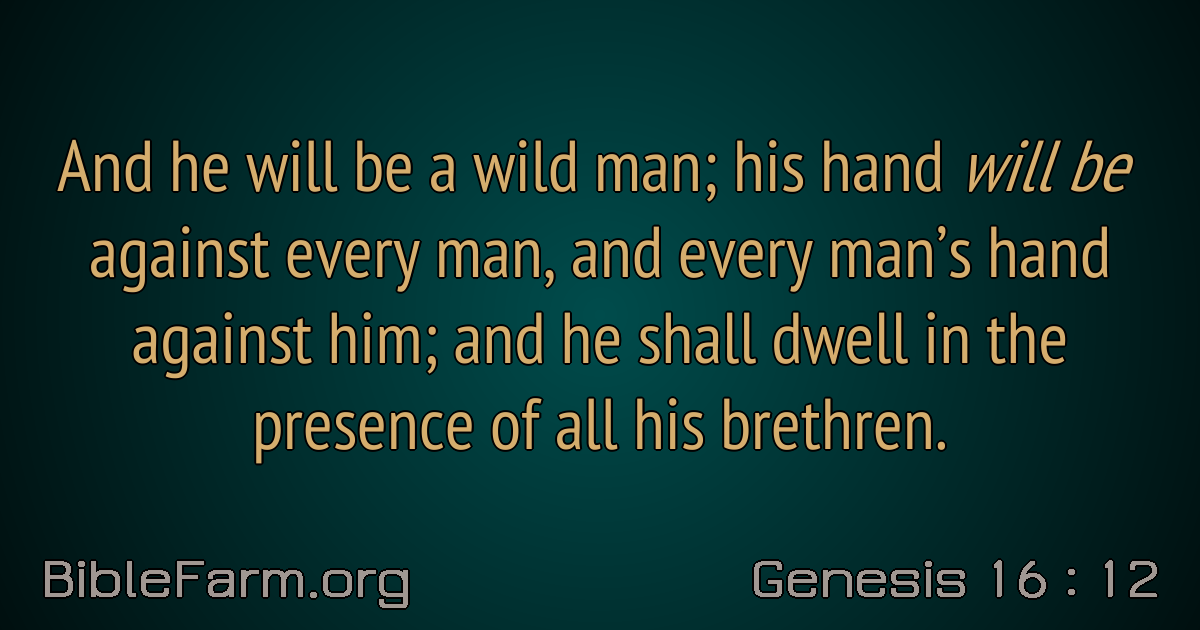 And he will be a wild man; his hand will be
against every man, and every man’s hand
against him; and he shall dwell in the
presence of all his brethren.
BibleFarm.org
Genesis 16 : 12